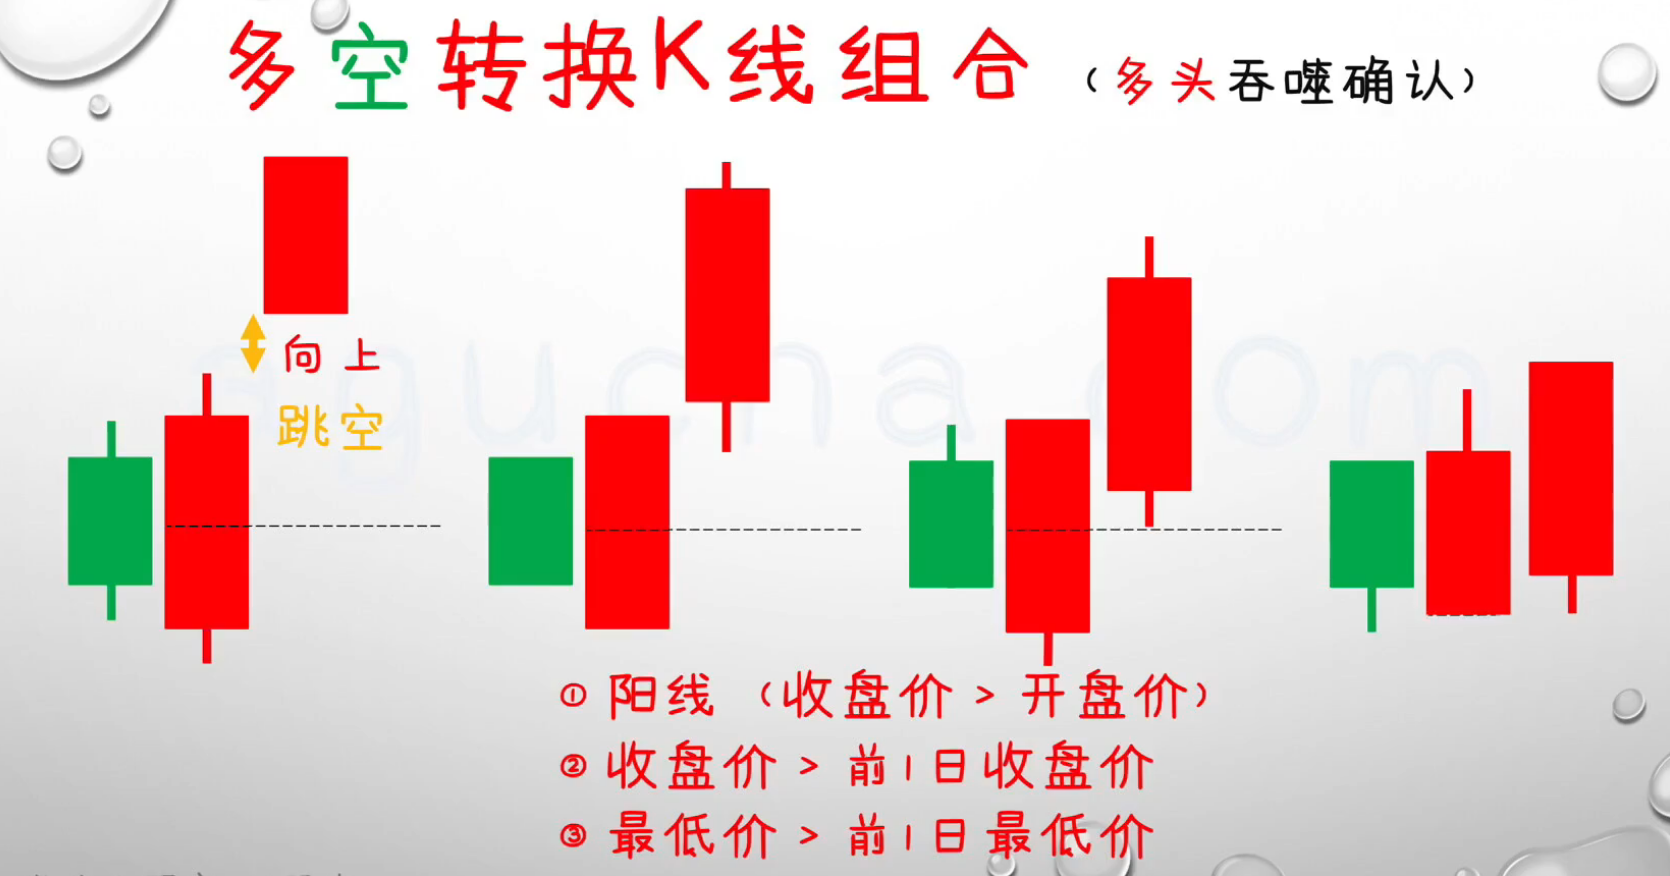 多空转换K线组合（多头吞噬确认）
向上
跳空
agucha.com
① 阳线（收盘价 > 开盘价）
② 收盘价 > 前1日收盘价
③ 最低价 > 前1日最低价